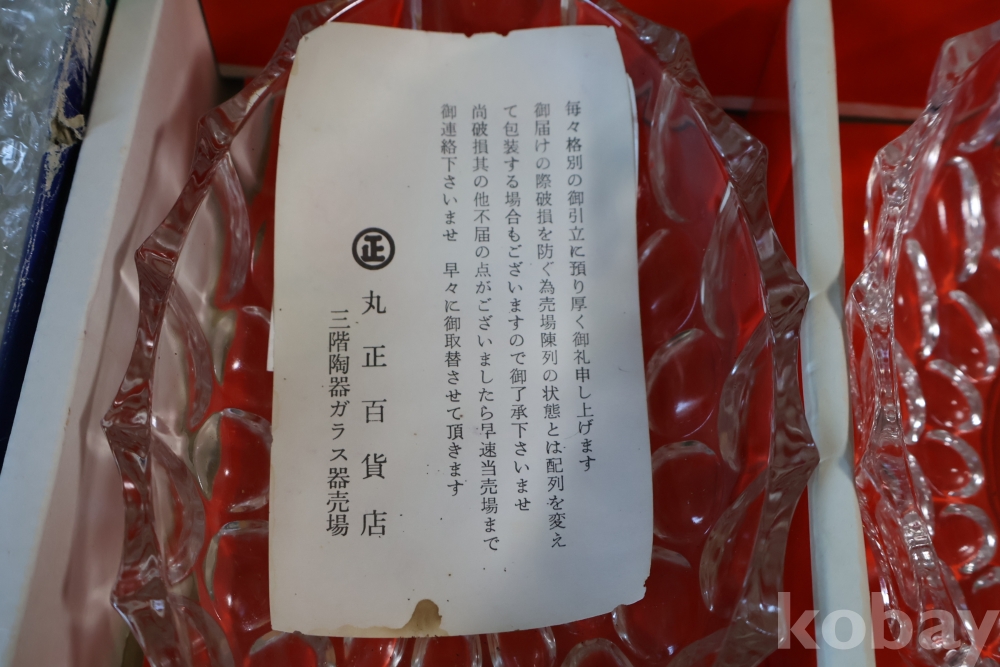 毎々格別の御引立に預り厚く御礼申し上げます
御届けの際破損を防ぐ為売場陳列の状態とは配列を変え
て包装する場合もございますので御了承下さいませ
尚破損其の他不届の点がございましたら早速当売場まで
御連絡下さいませ 早々に御取替させて頂きます
正 丸正百貨店
三階陶器ガラス器売場
kobay